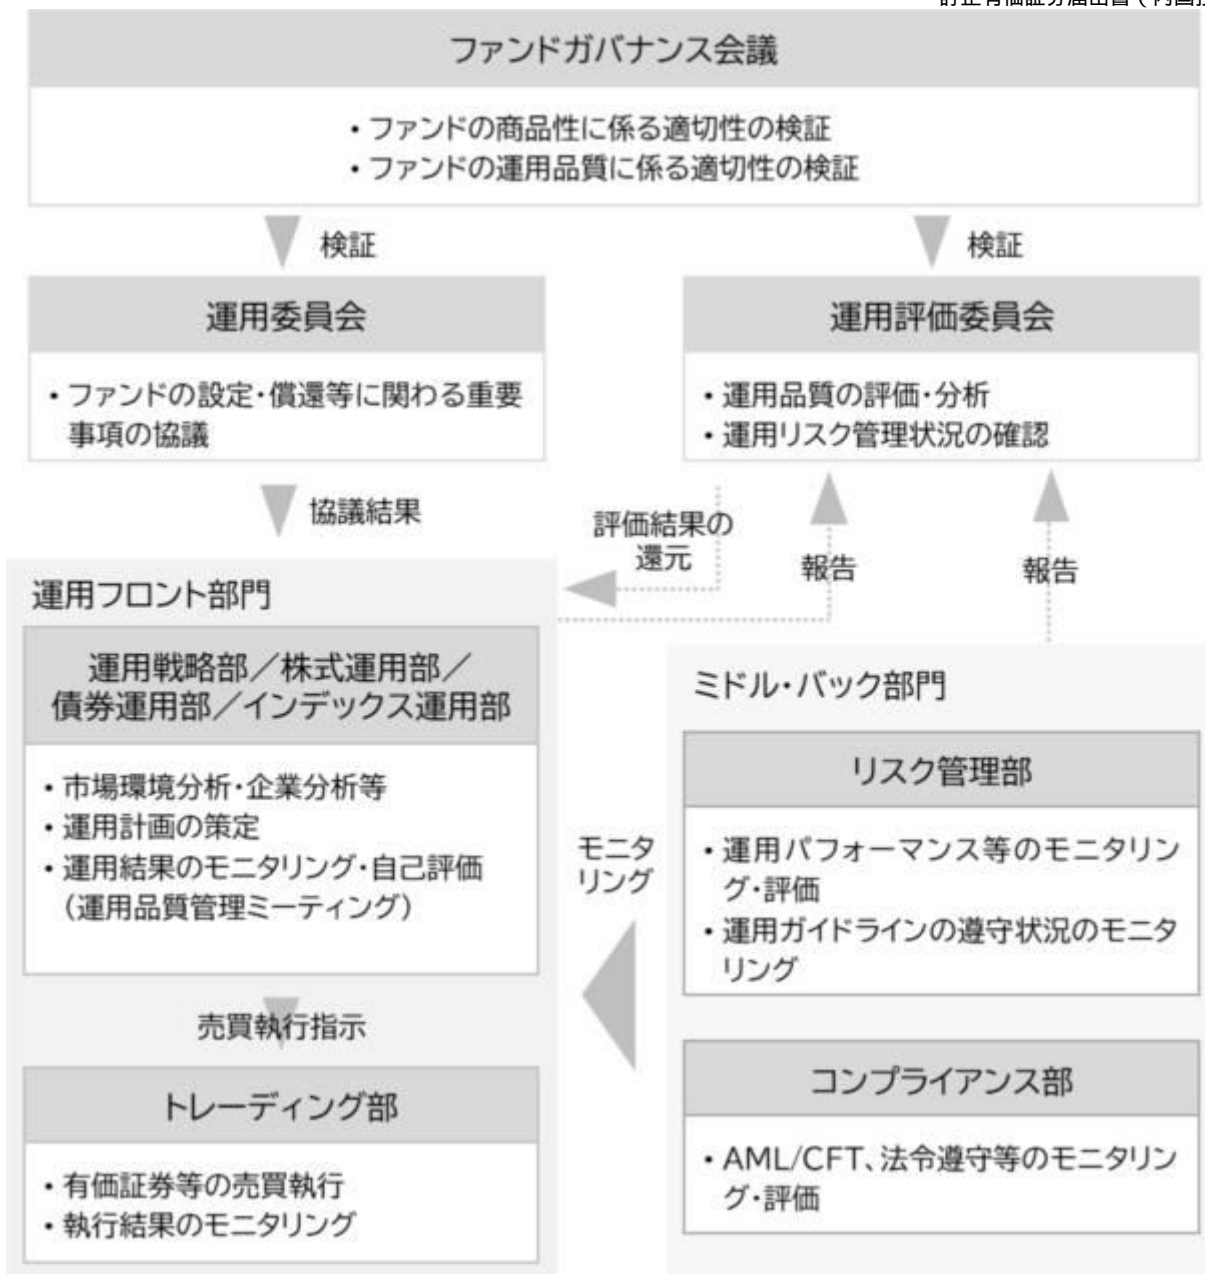 ファンドガバナンス会議
・ファンドの商品性に係る適切性の検証
・ファンドの運用品質に係る適切性の検証
検証
検証
運用委員会
・ファンドの設定・償還等に関わる重要
事項の協議
運用評価委員会
・運用品質の評価・分析
・運用リスク管理状況の確認
協議結果
評価結果の
還元
報告
報告
運用フロント部門
運用戦略部／株式運用部／
債券運用部／インデックス運用部
・市場環境分析・企業分析等
・運用計画の策定
・運用結果のモニタリング・自己評価
（運用品質管理ミーティング）
売買執行指示
トレーディング部
・有価証券等の売買執行
・執行結果のモニタリング
モニタ
リング
ミドル・バック部門
リスク管理部
・運用パフォーマンス等のモニタリン
グ・評価
・運用ガイドラインの遵守状況のモニタ
リング
コンプライアンス部
・AML/CFT、法令遵守等のモニタリン
グ・評価